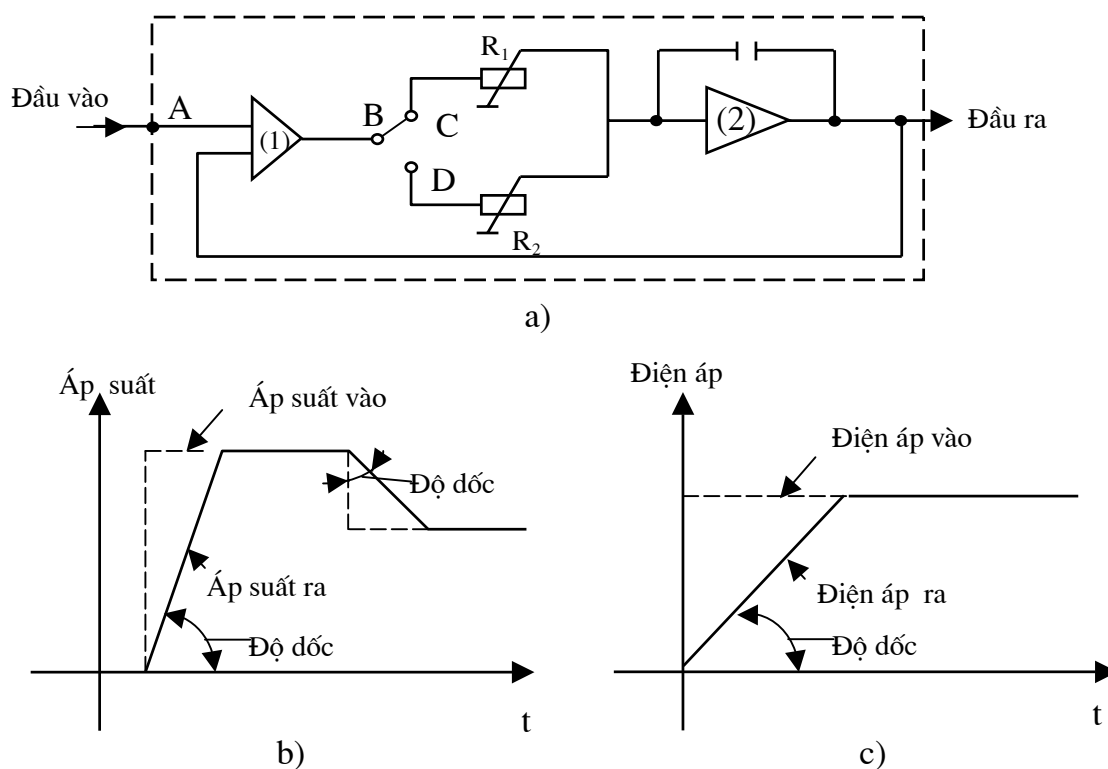 R1
Đầu vào
A
B
C
(1)
(2)
Đầu ra
D
R2
a)
Áp suất
Áp suất vào
Độ dốc
Áp suất ra
Độ dốc
t
b)
Điện áp
Điện áp vào
Điện áp ra
Độ dốc
t
c)